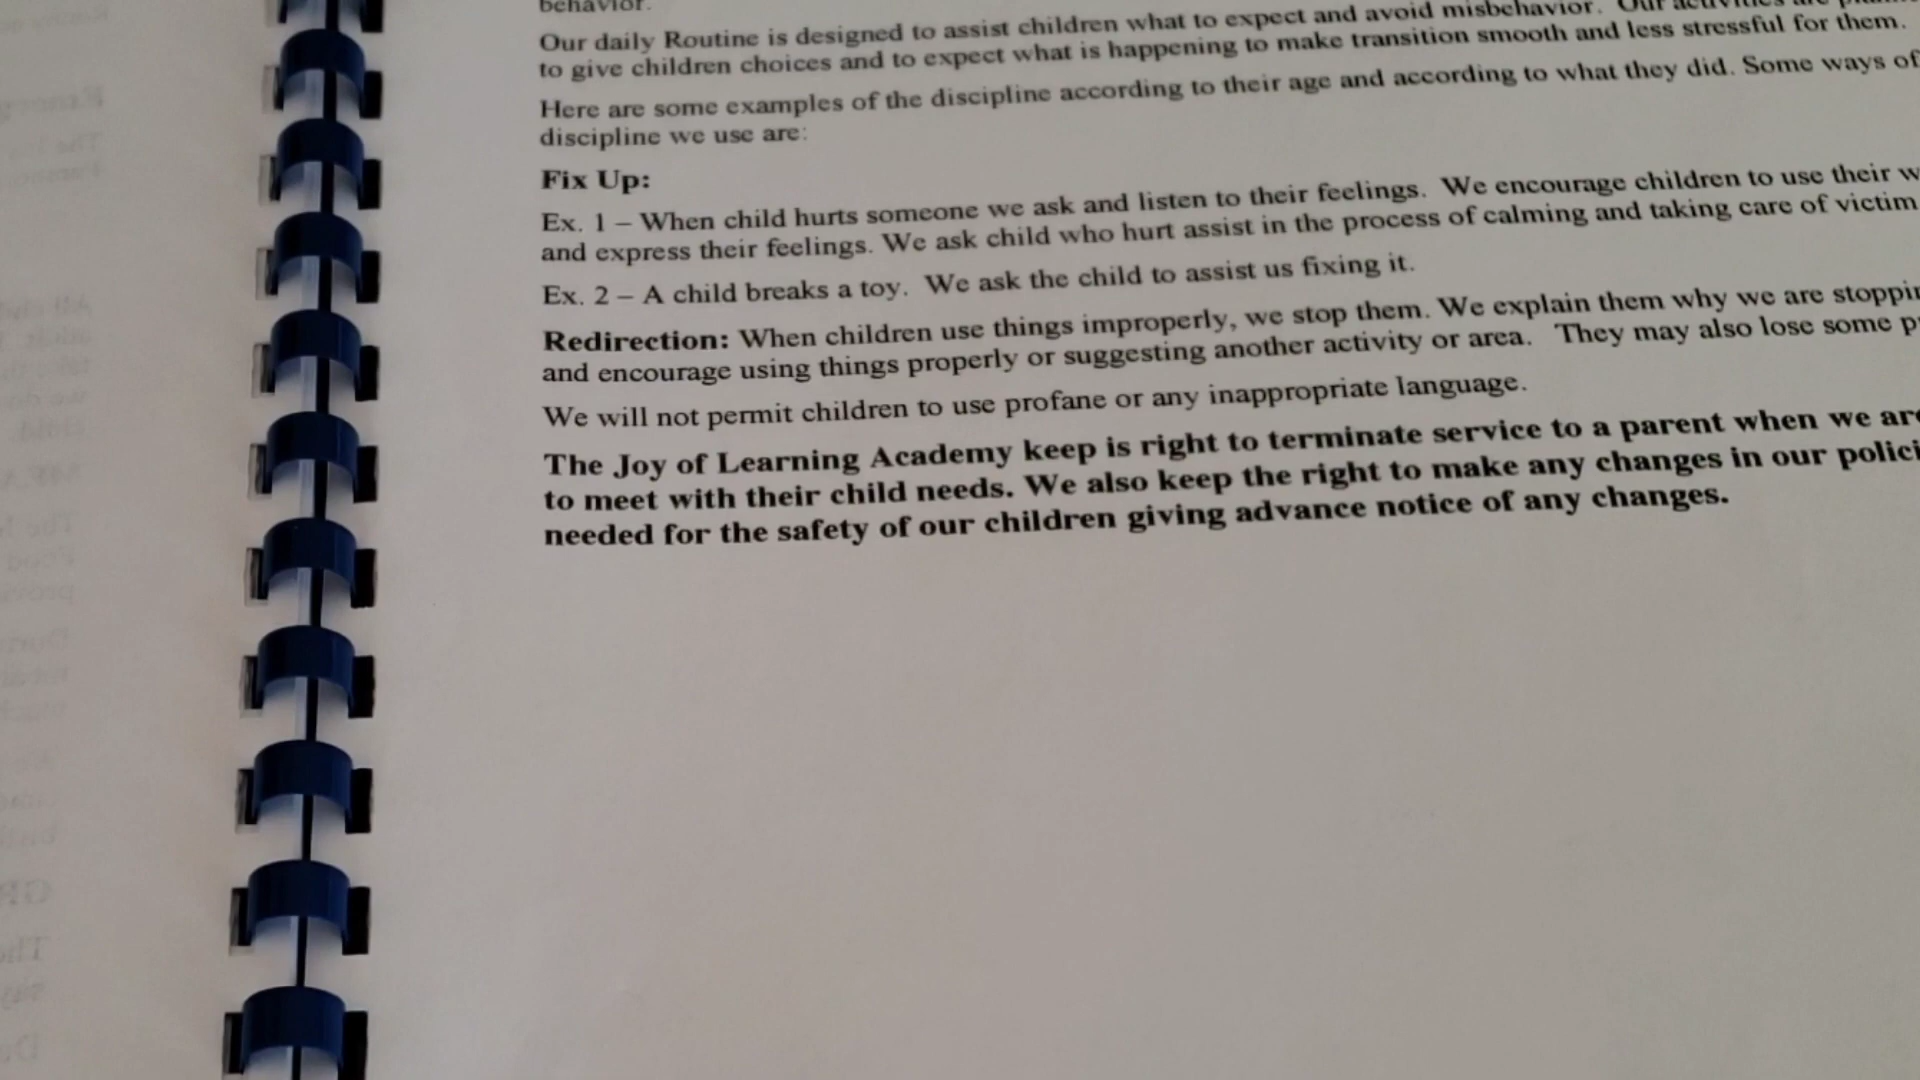 behavior.
Our daily Routine is designed to assist children what to expect and avoid misbehavior. Our activities are
to give children choices and to expect what is happening to make transition smooth and less stressful for them.
Here are some examples of the discipline according to their age and according to what they did. Some ways of
discipline we use are:
Fix Up:
Ex. 1 – When child hurts someone we ask and listen to their feelings. We encourage children to use their
and express their feelings. We ask child who hurt assist in the process of calming and taking care of victim
Ex. 2 – A child breaks a toy. We ask the child to assist us fixing it.
Redirection: When children use things improperly, we stop them. We explain them why we are
and encourage using things properly or suggesting another activity or area. They may also lose some
We will not permit children to use profane or any inappropriate language.
The Joy of Learning Academy keep is right to terminate service to a parent when we are
to meet with their child needs. We also keep the right to make any changes in our
needed for the safety of our children giving advance notice of any changes.